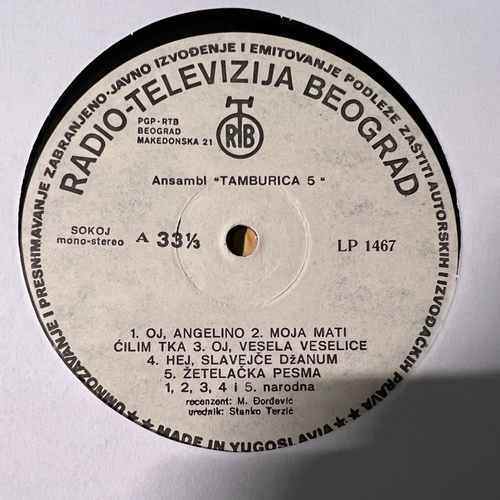 UMNOŽAVANJE I PRESNIMAVANJE ZABRANJENO-JAVNO IZVOĐENJE I EMITOVANJE PODLEŽE ZAŠTITI AUTORSKIH I IZVOĐAČKIH PRAVA
RADIO-TELEVIZIJA BEOGRAD
PGP-RTB
BEOGRAD
MAKEDONSKA 21
RTB
Ansambl "TAMBURICA 5"
SOKOJ
mono-stereo
A 33⅓
LP 1467
1. OJ, ANGELINO 2. MOJA MATI
ĆILIM TKA 3. OJ, VESELA VESELICE
4. HEJ, SLAVEJČE DžANUM
5. ŽETELAČKA PESMA
1, 2, 3, 4 i 5. narodna
recenzent: M. Đorđević
urednik: Stanko Terzić
★ MADE IN YUGOSLAVIA ★